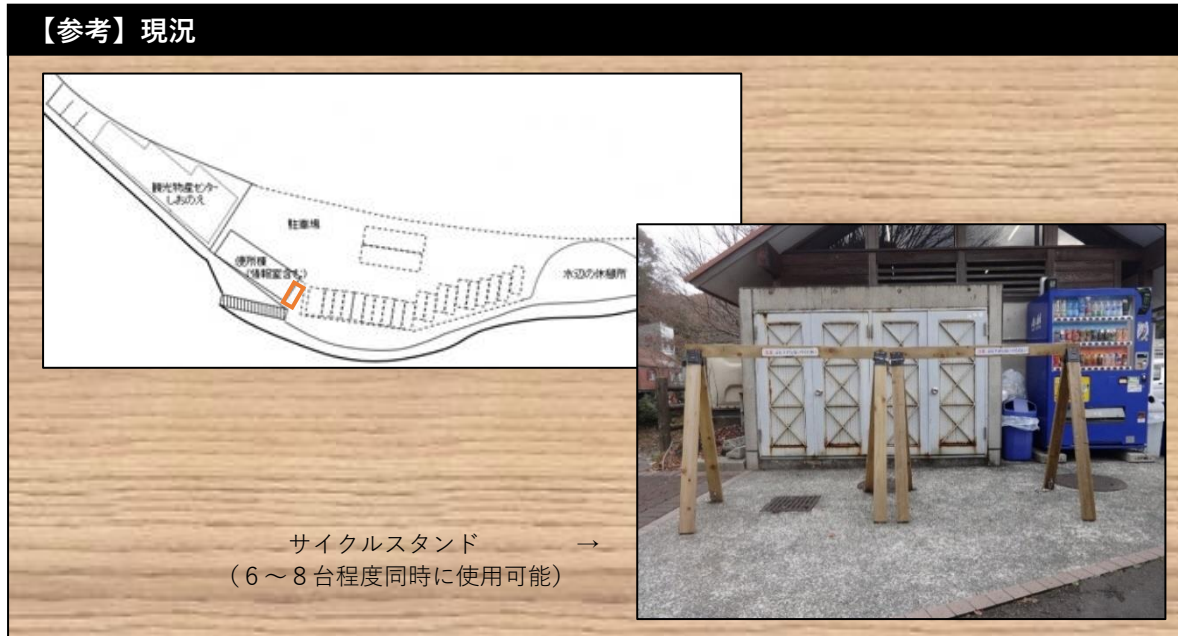 【参考】現況
観光物産センター
しおのえ
駐車場
便所棟
(情報室含む)
水辺の休憩所
サイクルスタンド →
(6~8台程度同時に使用可能)